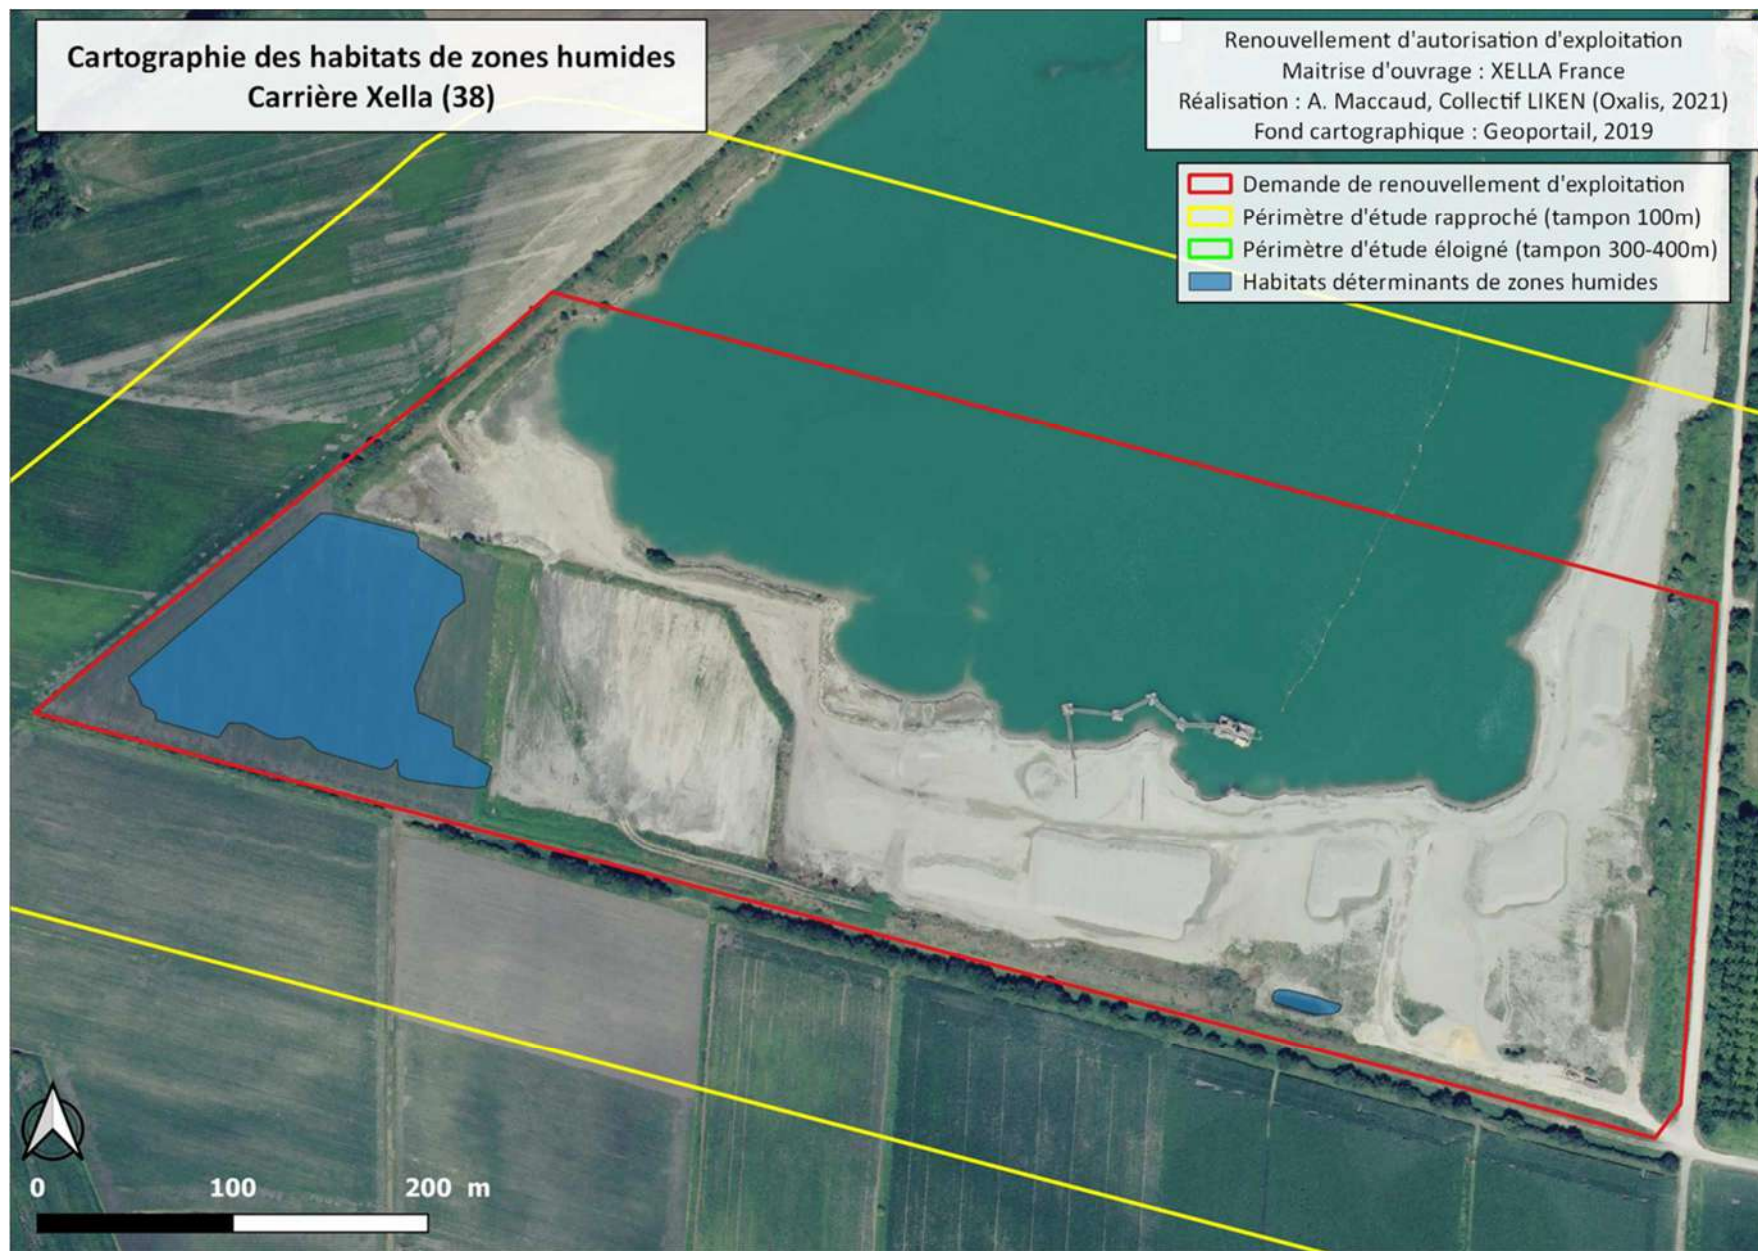 Cartographie des habitats de zones humides
Carrière Xella (38)
Renouvellement d'autorisation d'exploitation
Maitrise d'ouvrage : XELLA France
Réalisation : A. Maccaud, Collectif LIKEN (Oxalis, 2021)
Fond cartographique : Geoportail, 2019
Demande de renouvellement d'exploitation
Périmètre d'étude rapproché (tampon 100m)
Périmètre d'étude éloigné (tampon 300-400m)
Habitats déterminants de zones humides
0 100 200 m